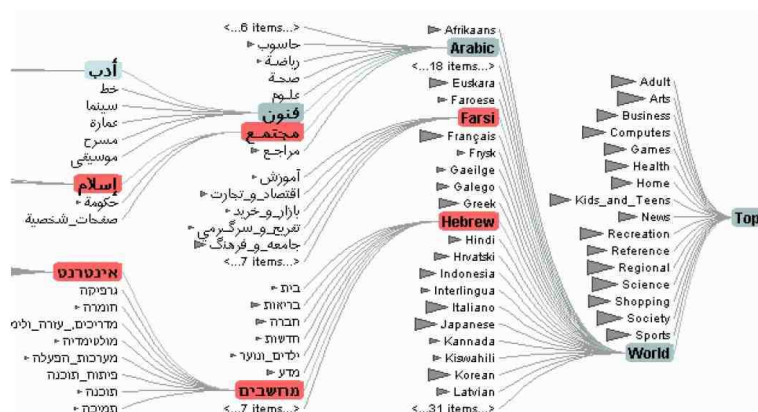 Top
Adult
Arts
Business
Computers
Games
Health
Home
Kids_and_Teens
News
Recreation
Reference
Regional
Science
Shopping
Society
Sports
World
Afrikaans
Arabic
<...18 items...>
Euskara
Faroese
Farsi
Français
Frysk
Gaeilge
Galego
Greek
Hebrew
Hindi
Hrvatski
Indonesia
Interlingua
Italiano
Japanese
Kannada
Kiswahili
Korean
Latvian
<...31 items...>
<...6 items...>
حاسوب
رياضة
صحة
علوم
فنون
مجتمع
مراجع
آموزش
اقتصاد_و_تجارت
بازار_و_خريد
تفريح_و_سرگرمي
جامعه_و_فرهنگ
<...7 items...>
בית
בריאות
חברה
חדשות
ילדים_ונוער
מדע
מחשבים
<...7 items...>
أدب
خط
سينما
عمارة
مسرح
موسيقى
إسلام
حكومة
صفحات_شخصية
אינטרנט
גרפיקה
חומרה
מדריכים,_עזרה_ולימ
מולטימדיה
מערכות_הפעלה
פיתוח_תוכנה
תוכנה
תמיכה